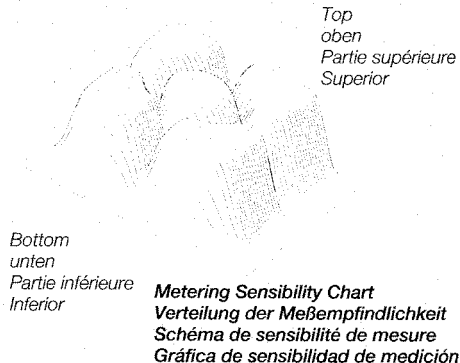 Top
oben
Partie supérieure
Superior
Bottom
unten
Partie inférieure
Inferior
Metering Sensibility Chart
Verteilung der Meßempfindlichkeit
Schéma de sensibilité de mesure
Gráfica de sensibilidad de medición